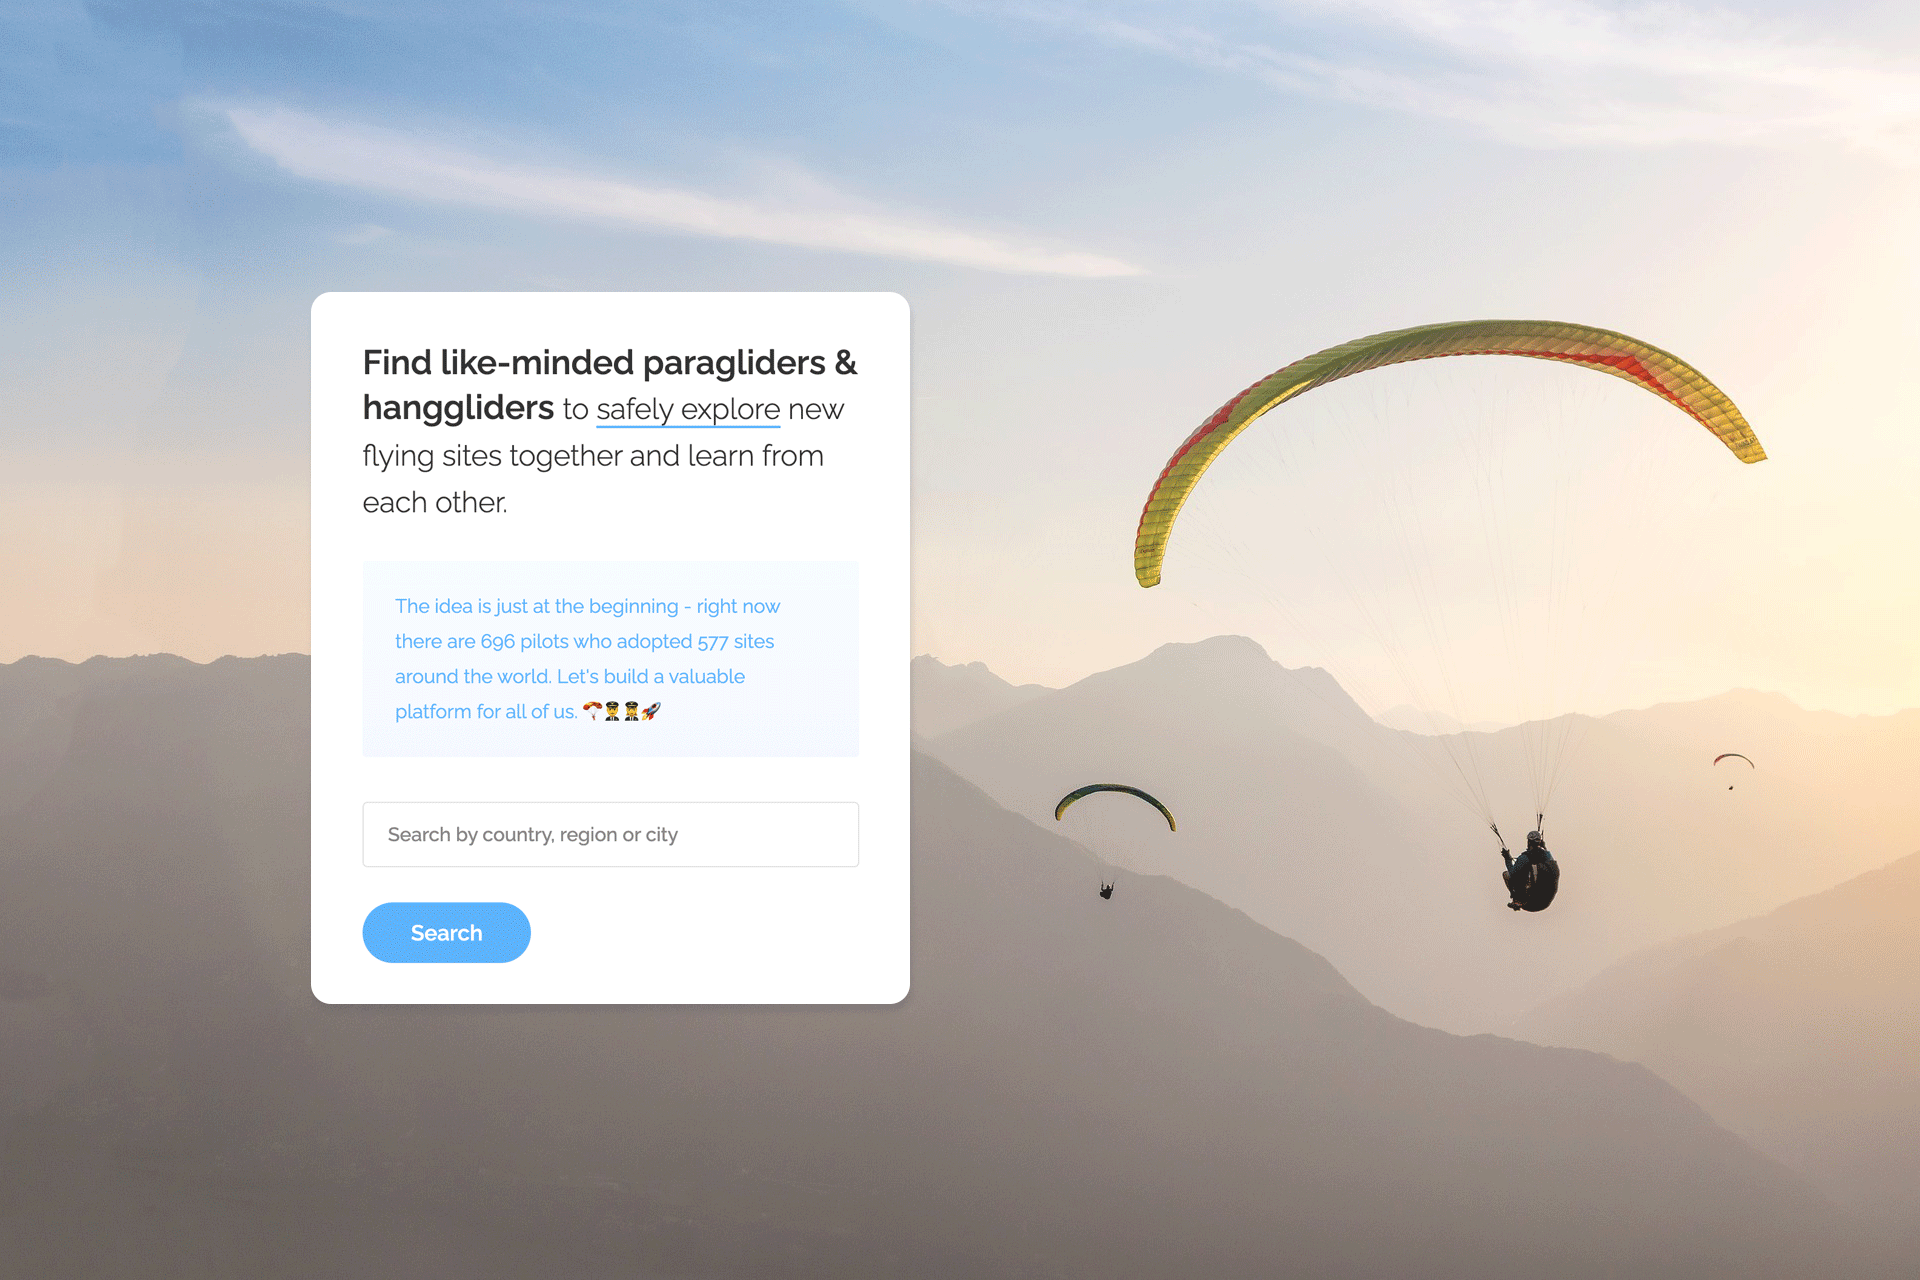 Find like-minded paragliders &
hanggliders to safely explore new
flying sites together and learn from
each other.
The idea is just at the beginning - right now
there are 696 pilots who adopted 577 sites
around the world. Let's build a valuable
platform for all of us. 🪂👨‍✈️👩‍✈️🚀
Search by country, region or city
Search